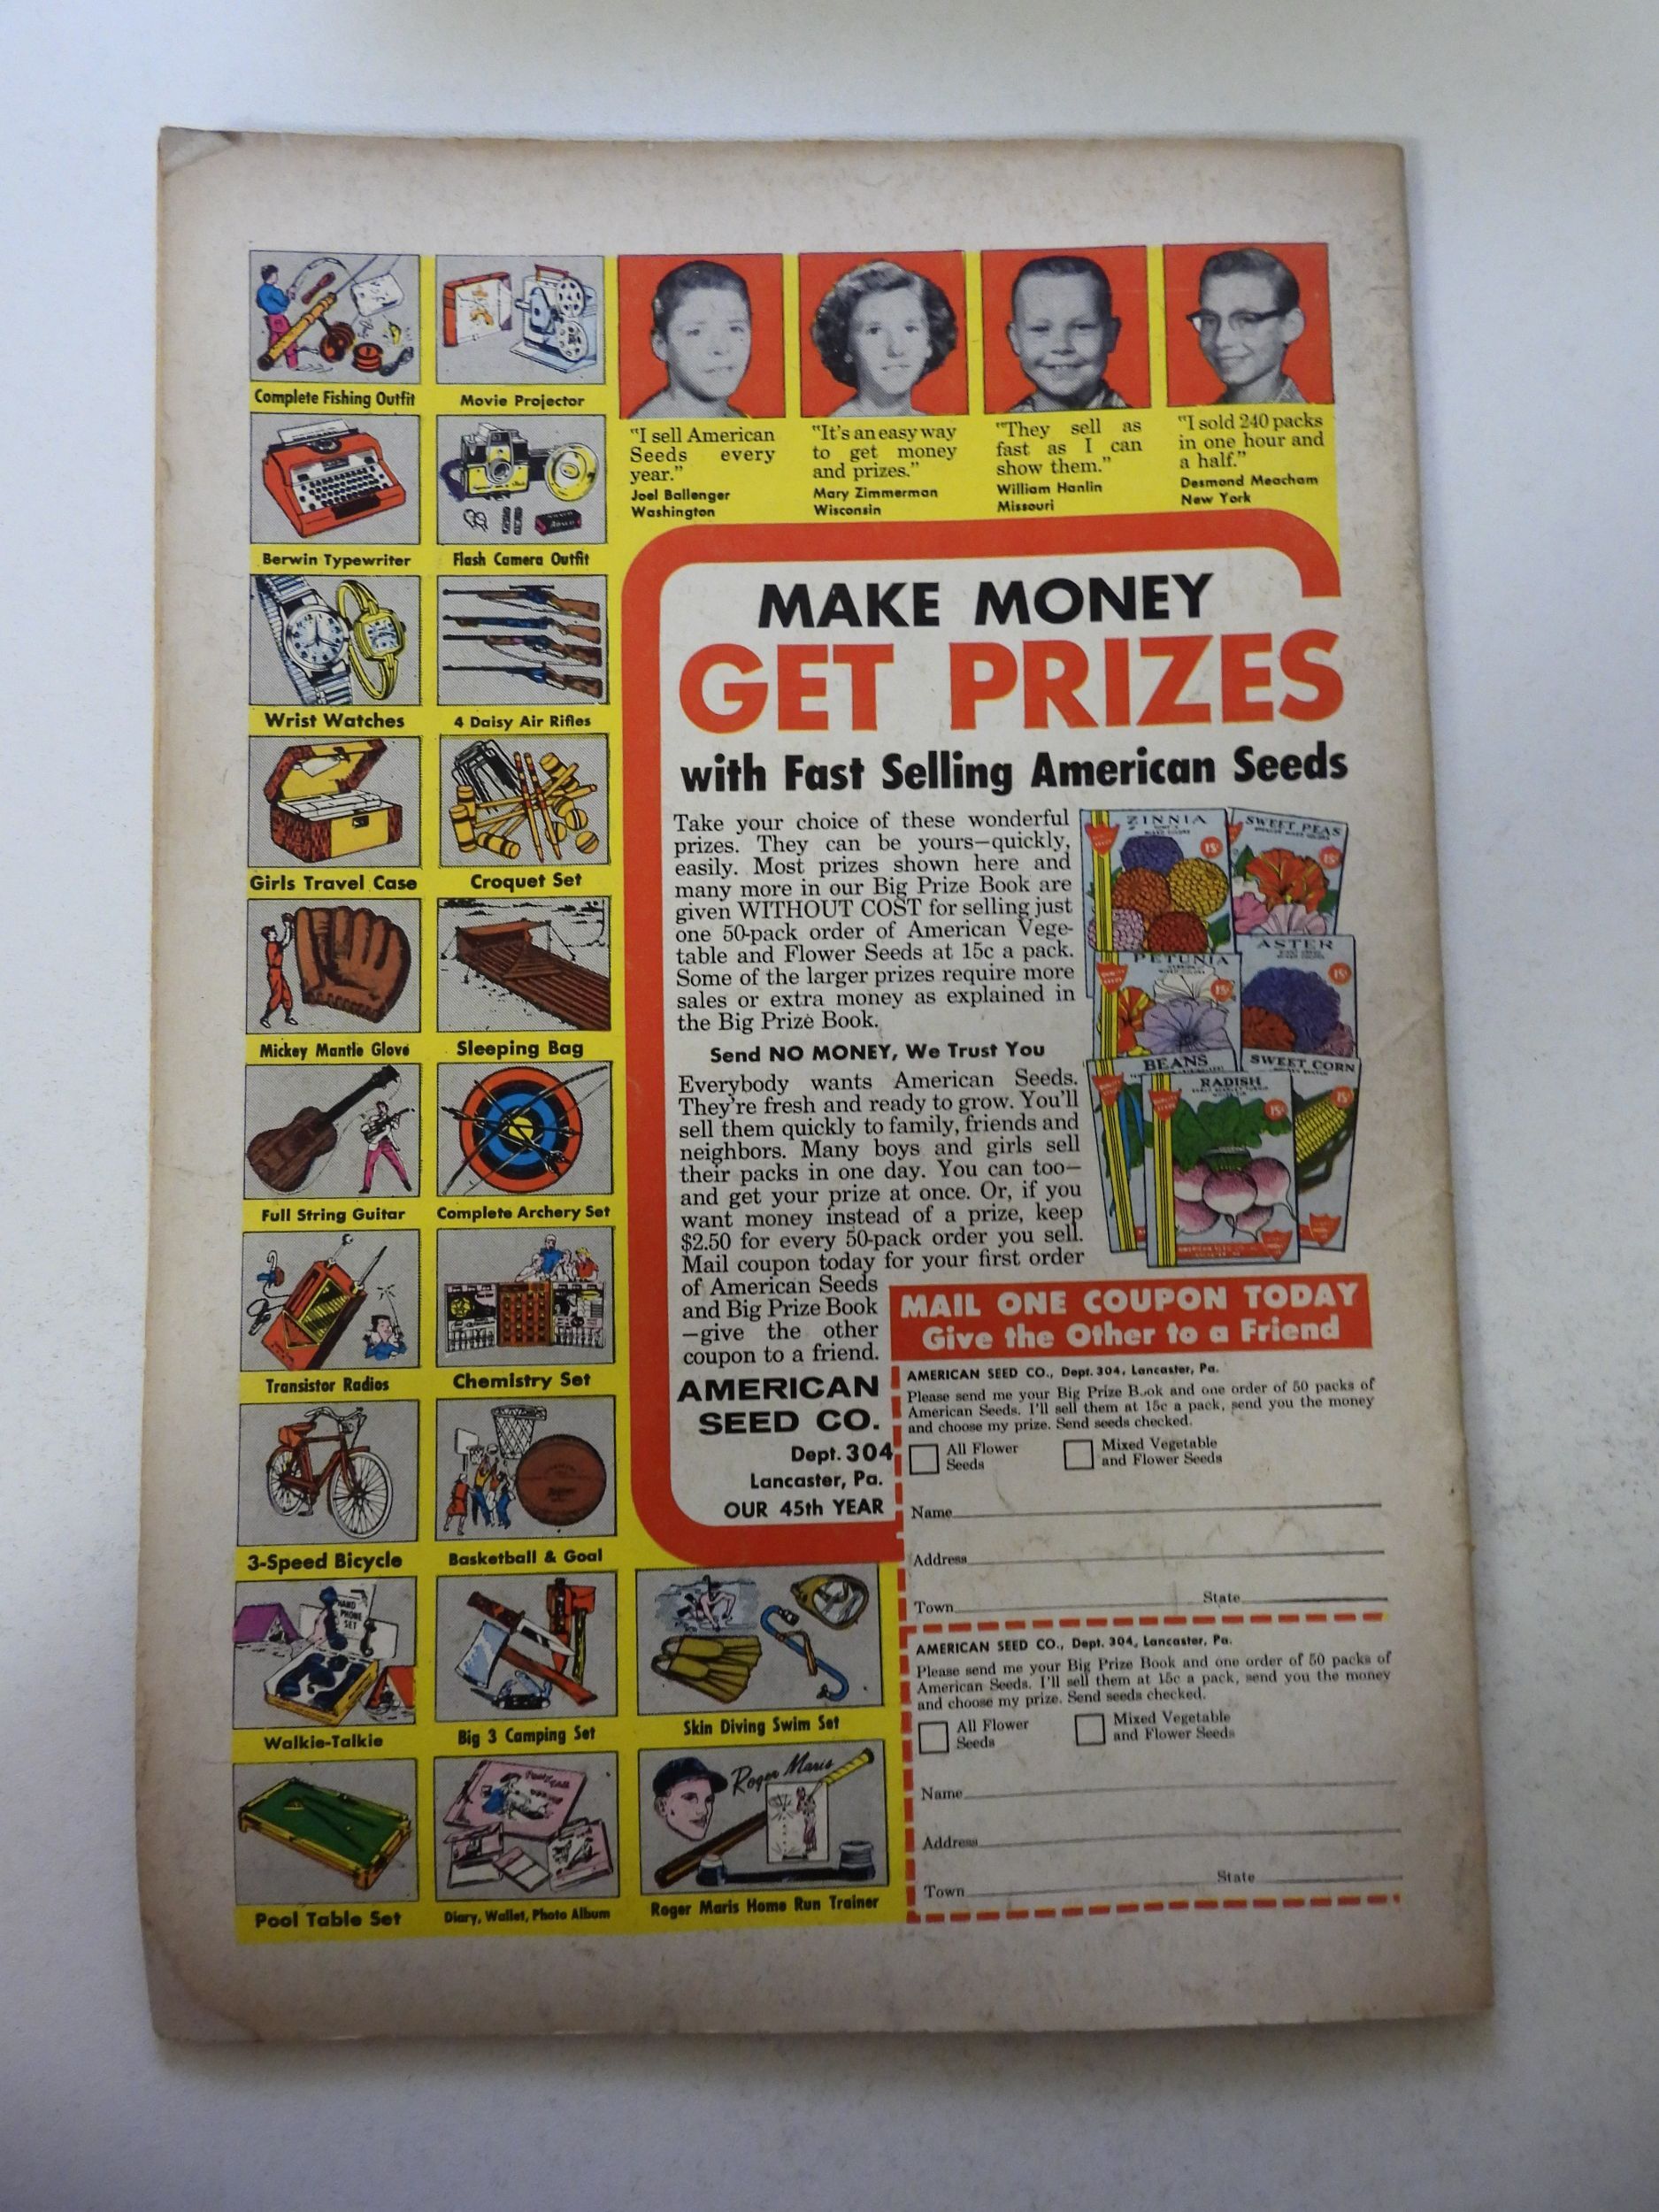 Complete Fishing Outfit
Movie Projector
Berwin Typewriter
Flash Camera Outfit
Wrist Watches
4 Daisy Air Rifles
Girls Travel Case
Croquet Set
Mickey Mantle Glove
Sleeping Bag
Full String Guitar
Complete Archery Set
Transistor Radios
Chemistry Set
3-Speed Bicycle
Basketball & Goal
HAND
PHONE
SET
Walkie-Talkie
Big 3 Camping Set
Skin Diving Swim Set
Pool Table Set
Diary, Wallet, Photo Album
Roger Maris
Roger Maris Home Run Trainer
"I sell American
Seeds every
year."
Joel Ballenger
Washington
"It's an easy way
to get money
and prizes."
Mary Zimmerman
Wisconsin
"They sell as
fast as I can
show them."
William Hanlin
Missouri
"I sold 240 packs
in one hour and
a half."
Desmond Meacham
New York
MAKE MONEY
GET PRIZES
with Fast Selling American Seeds
Take your choice of these wonderful
prizes. They can be yours—quickly,
easily. Most prizes shown here and
many more in our Big Prize Book are
given WITHOUT COST for selling just
one 50-pack order of American Vege-
table and Flower Seeds at 15c a pack.
Some of the larger prizes require more
sales or extra money as explained in
the Big Prize Book.
Send NO MONEY, We Trust You
Everybody wants American Seeds.
They're fresh and ready to grow. You'll
sell them quickly to family, friends and
neighbors. Many boys and girls sell
their packs in one day. You can too—
and get your prize at once. Or, if you
want money instead of a prize, keep
$2.50 for every 50-pack order you sell.
Mail coupon today for your first order
of American Seeds
and Big Prize Book
—give the other
coupon to a friend.
AMERICAN
SEED CO.
Dept. 304
Lancaster, Pa.
OUR 45th YEAR
ZINNIA
15¢
SWEET PEAS
15¢
PETUNIA
15¢
ASTER
15¢
BEANS
SWEET CORN
15¢
RADISH
15¢
MAIL ONE COUPON TODAY
Give the Other to a Friend
AMERICAN SEED CO., Dept. 304, Lancaster, Pa.
Please send me your Big Prize Book and one order of 50 packs of
American Seeds. I'll sell them at 15c a pack, send you the money
and choose my prize. Send seeds checked.
All Flower
Seeds
Mixed Vegetable
and Flower Seeds
Name
Address
Town State
AMERICAN SEED CO., Dept. 304, Lancaster, Pa.
Please send me your Big Prize Book and one order of 50 packs of
American Seeds. I'll sell them at 15c a pack, send you the money
and choose my prize. Send seeds checked.
All Flower
Seeds
Mixed Vegetable
and Flower Seeds
Name
Address
Town State